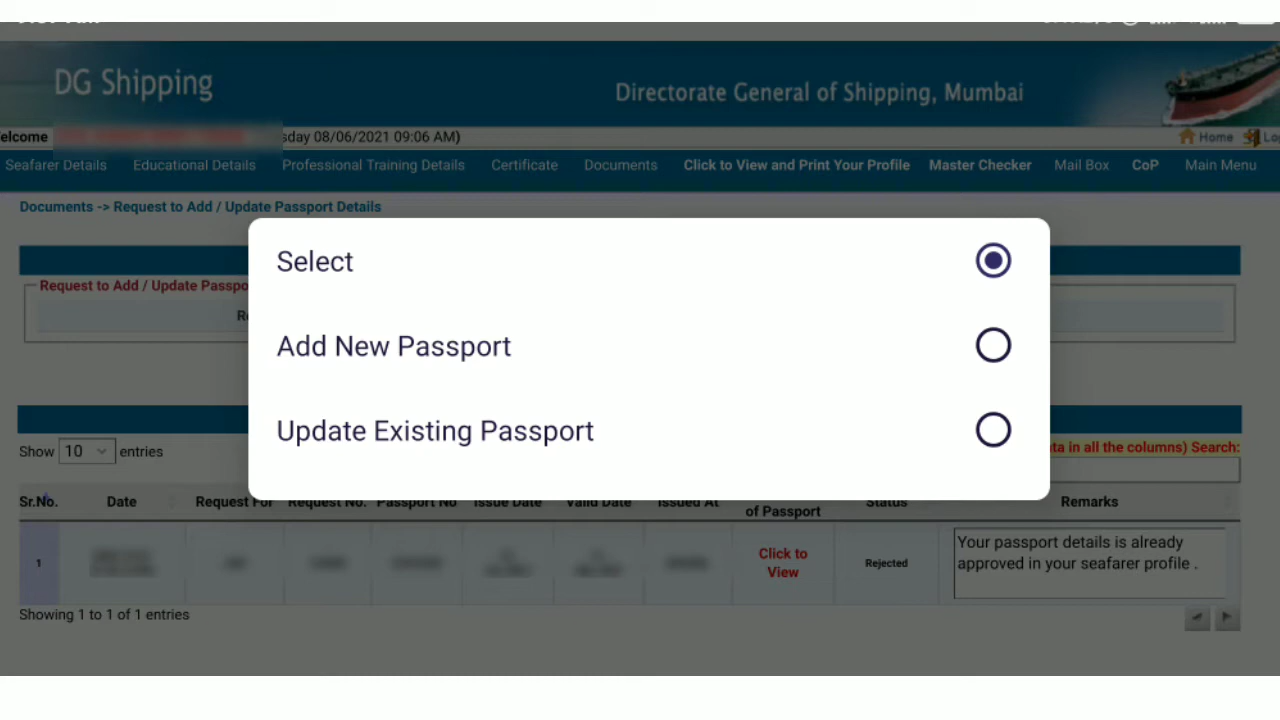 DG Shipping
Directorate General of Shipping, Mumbai
elcome sday 08/06/2021 09:06 AM)
Home Lo
Seafarer Details Educational Details Professional Training Details Certificate Documents Click to View and Print Your Profile Master Checker Mail Box CoP Main Menu
Documents -> Request to Add / Update Passport Details
Select
Request to Add / Update Passpo
Add New Passport
Update Existing Passport
Show 10 entries
ta in all the columns) Search:
Sr.No. Date Request For Request No. Passport No Issue Date Valid Date Issued At of Passport Status Remarks
1 Click to View Rejected Your passport details is already
approved in your seafarer profile .
Showing 1 to 1 of 1 entries